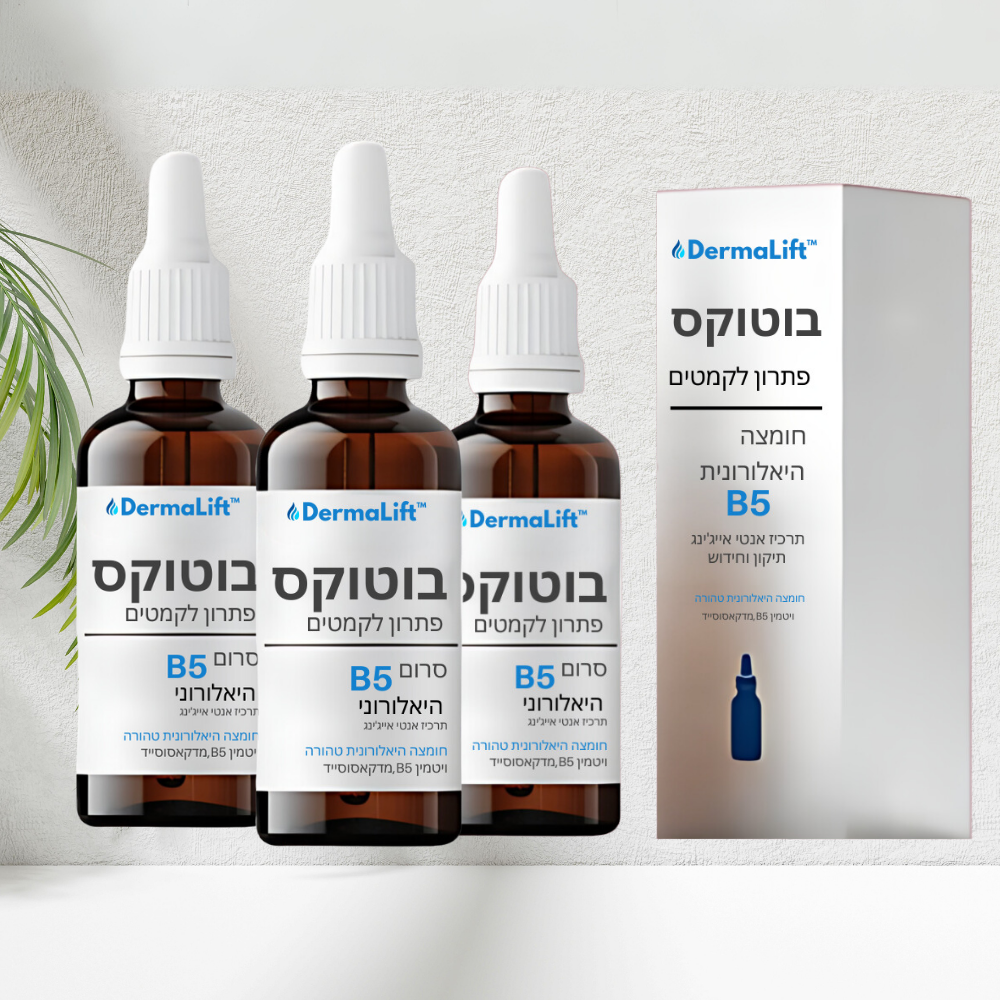 DermaLift™
בוטוקס
פתרון לקמטים
סרום B5
היאלורוני
תרכיז אנטי אייג'ינג
חומצה היאלורונית טהורה
ויטמין B5,מדקאסוסייד
DermaLift™
בוטוקס
פתרון לקמטים
סרום B5
היאלורוני
תרכיז אנטי אייג'ינג
חומצה היאלורונית טהורה
ויטמין B5,מדקאסוסייד
DermaLift™
בוטוקס
פתרון לקמטים
סרום B5
היאלורוני
תרכיז אנטי אייג'ינג
חומצה היאלורונית טהורה
ויטמין B5,מדקאסוסייד
DermaLift™
בוטוקס
פתרון לקמטים
חומצה
היאלורונית
B5
תרכיז אנטי אייג'ינג
תיקון וחידוש
חומצה היאלורונית טהורה
ויטמין B5,מדקאסוסייד